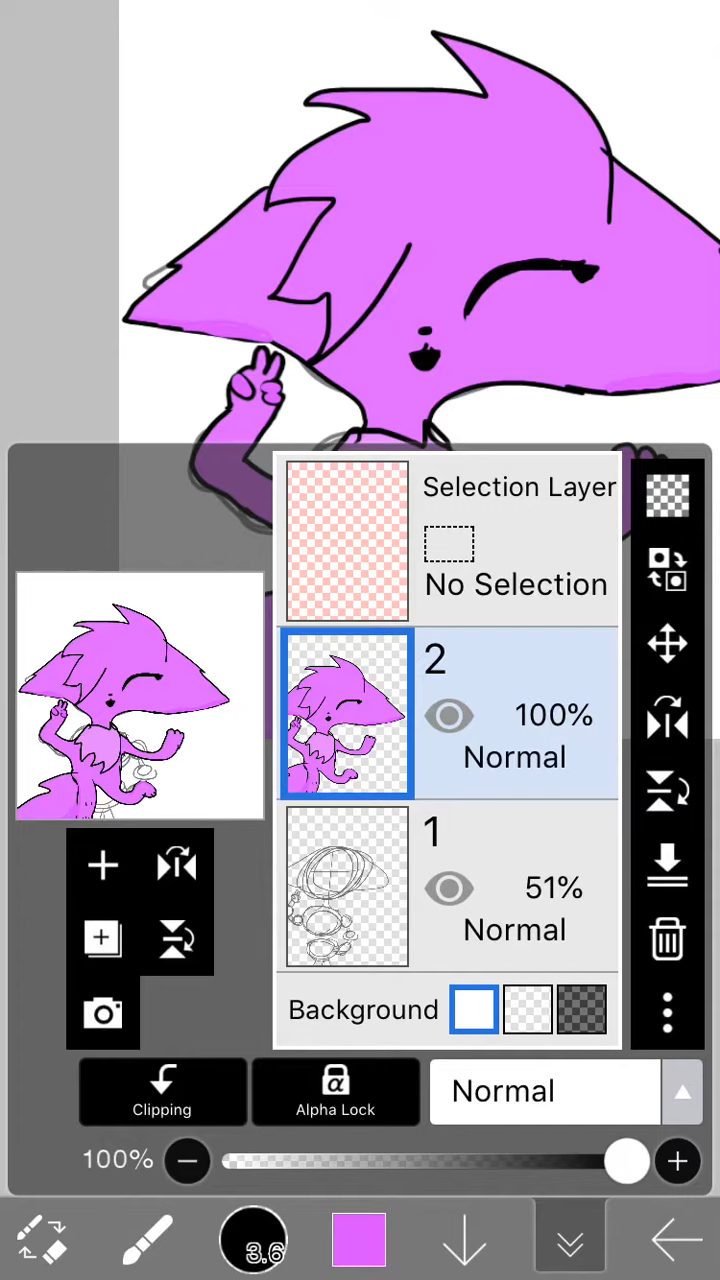 Selection Layer
No Selection
2
100%
Normal
1
51%
Normal
Background
Clipping
α
Alpha Lock
Normal
100%
3.6